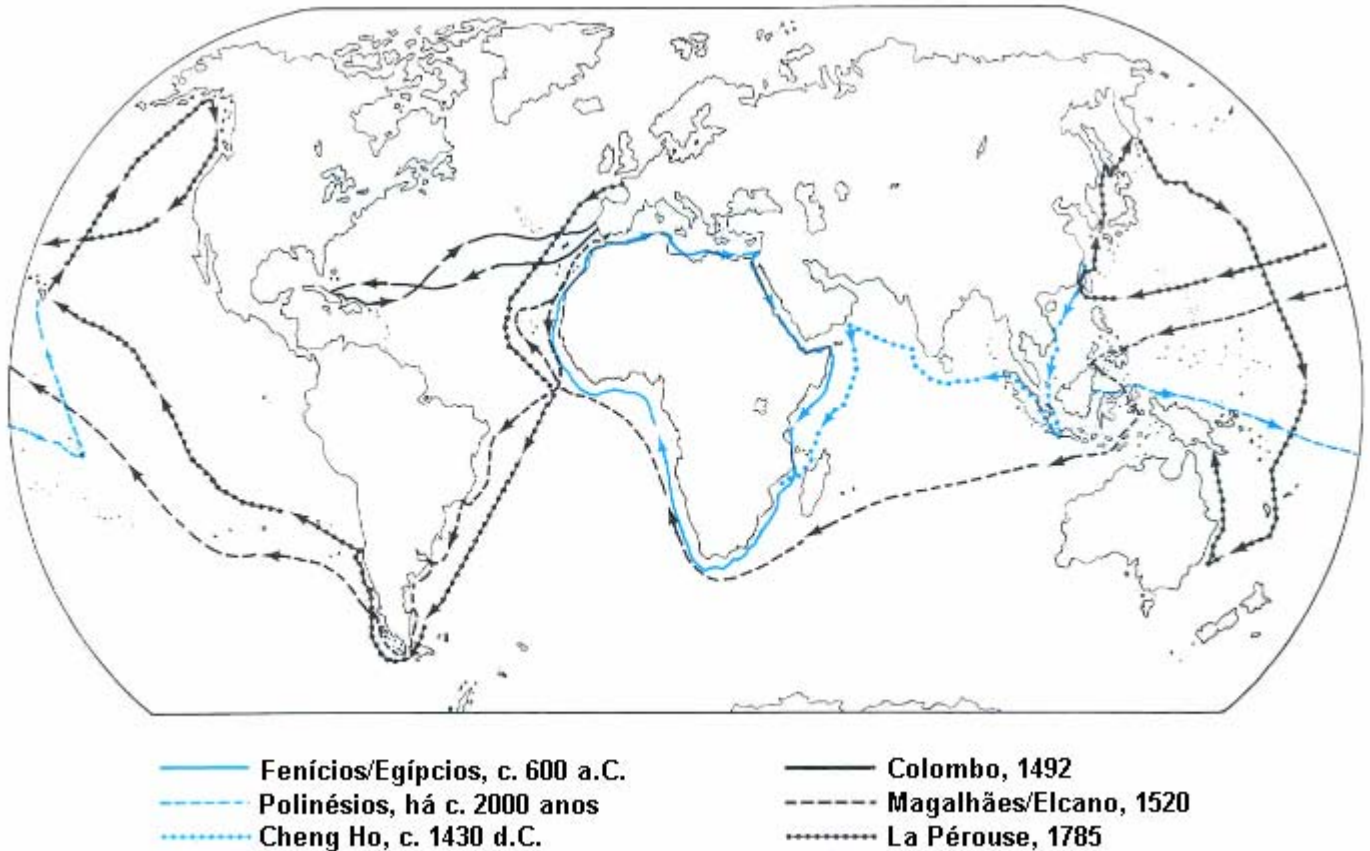 Fenícios/Egípcios, c. 600 a.C.
Polinésios, há c. 2000 anos
Cheng Ho, c. 1430 d.C.
Colombo, 1492
Magalhães/Elcano, 1520
La Pérouse, 1785